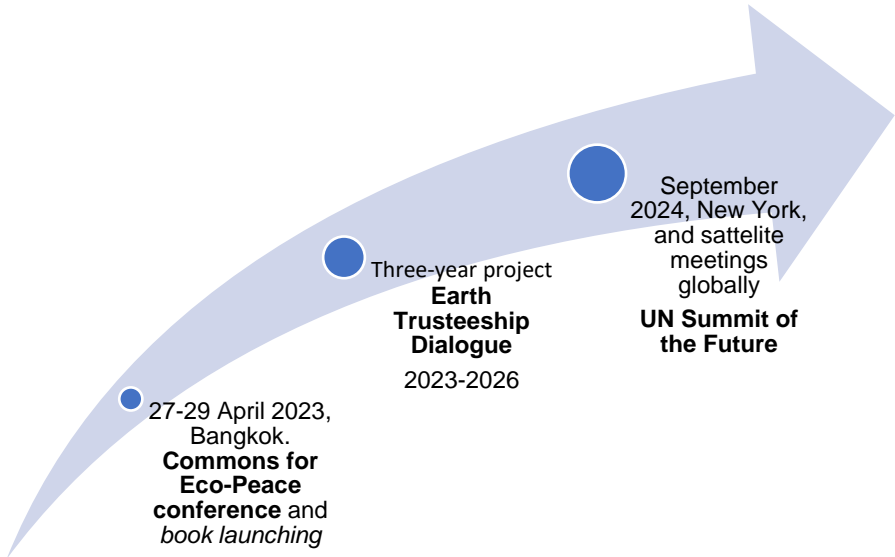 27-29 April 2023,
Bangkok.
Commons for
Eco-Peace
conference and
book launching
Three-year project
Earth
Trusteeship
Dialogue
2023-2026
September
2024, New York,
and sattelite
meetings
globally
UN Summit of
the Future